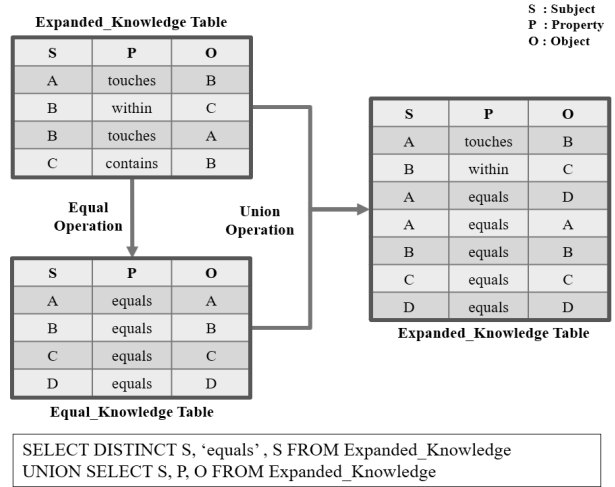 Expanded_Knowledge Table
S : Subject
P : Property
O : Object
S P O
A touches B
B within C
B touches A
C contains B
Equal
Operation
Union
Operation
S P O
A equals A
B equals B
C equals C
D equals D
Equal_Knowledge Table
S P O
A touches B
B within C
A equals D
A equals A
B equals B
C equals C
D equals D
Expanded_Knowledge Table
SELECT DISTINCT S, ‘equals’ , S FROM Expanded_Knowledge
UNION SELECT S, P, O FROM Expanded_Knowledge